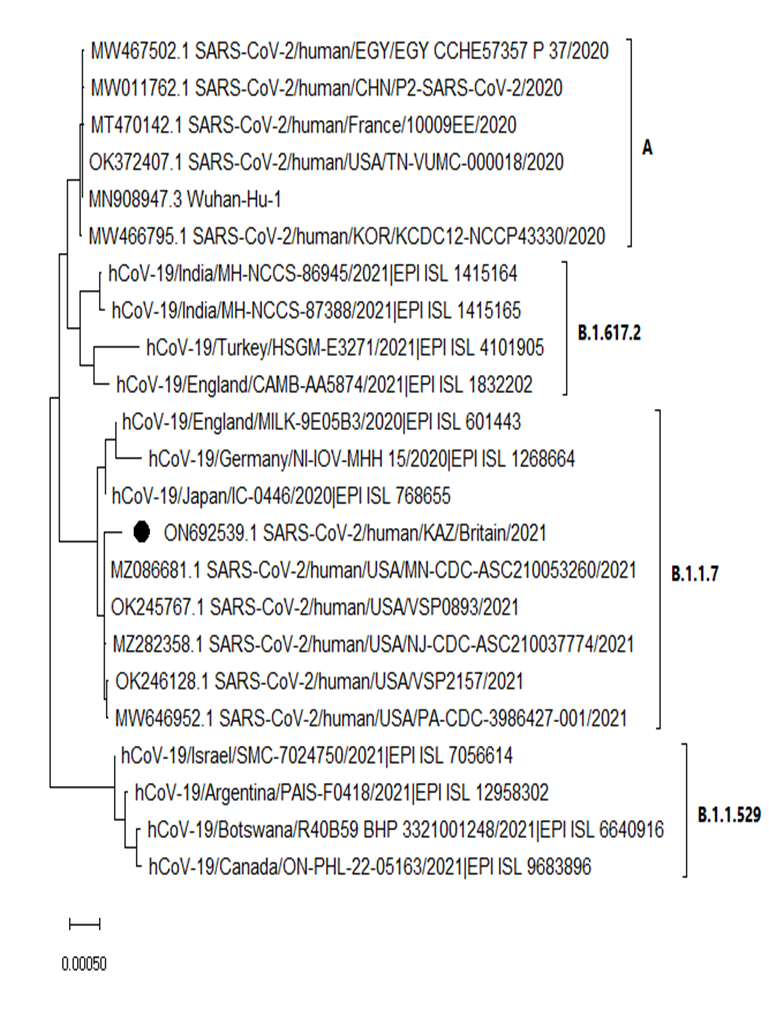 MW467502.1 SARS-CoV-2/human/EGY/EGY CCHE57357 P 37/2020
MW011762.1 SARS-CoV-2/human/CHN/P2-SARS-CoV-2/2020
MT470142.1 SARS-CoV-2/human/France/10009EE/2020
OK372407.1 SARS-CoV-2/human/USA/TN-VUMC-000018/2020
A
MN908947.3 Wuhan-Hu-1
MW466795.1 SARS-CoV-2/human/KOR/KCDC12-NCCP43330/2020
hCoV-19/India/MH-NCCS-86945/2021|EPI ISL 1415164
hCoV-19/India/MH-NCCS-87388/2021|EPI ISL 1415165
B.1.617.2
hCoV-19/Turkey/HSGM-E3271/2021|EPI ISL 4101905
hCoV-19/England/CAMB-AA5874/2021|EPI ISL 1832202
hCoV-19/England/MILK-9E05B3/2020|EPI ISL 601443
hCoV-19/Germany/NI-IOV-MHH 15/2020|EPI ISL 1268664
hCoV-19/Japan/IC-0446/2020|EPI ISL 768655
ON692539.1 SARS-CoV-2/human/KAZ/Britain/2021
MZ086681.1 SARS-CoV-2/human/USA/MN-CDC-ASC210053260/2021
B.1.1.7
OK245767.1 SARS-CoV-2/human/USA/VSP0893/2021
MZ282358.1 SARS-CoV-2/human/USA/NJ-CDC-ASC210037774/2021
OK246128.1 SARS-CoV-2/human/USA/VSP2157/2021
MW646952.1 SARS-CoV-2/human/USA/PA-CDC-3986427-001/2021
hCoV-19/Israel/SMC-7024750/2021|EPI ISL 7056614
hCoV-19/Argentina/PAIS-F0418/2021|EPI ISL 12958302
B.1.1.529
hCoV-19/Botswana/R40B59 BHP 3321001248/2021|EPI ISL 6640916
hCoV-19/Canada/ON-PHL-22-05163/2021|EPI ISL 9683896
0.00050